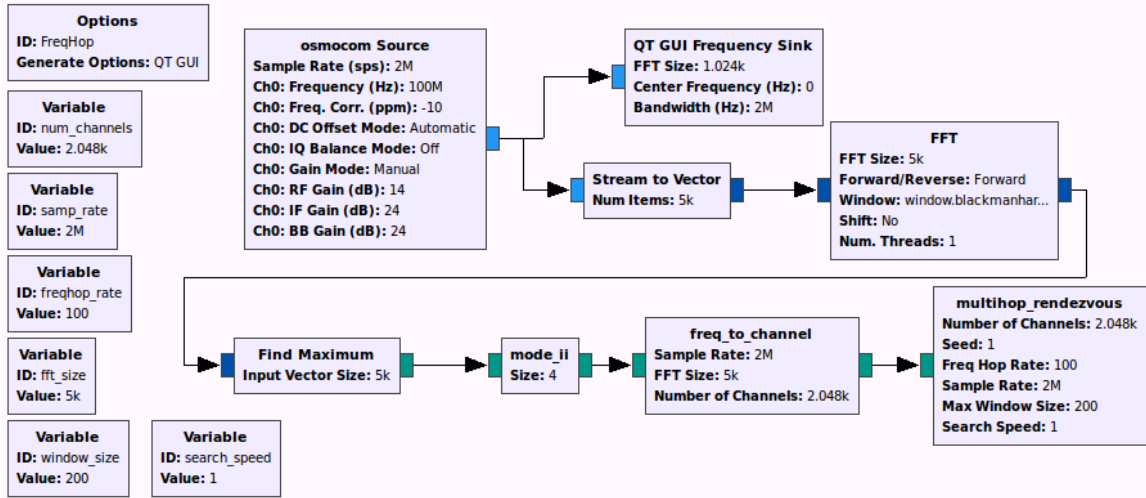 Options
ID: FreqHop
Generate Options: QT GUI
Variable
ID: num_channels
Value: 2.048k
Variable
ID: samp_rate
Value: 2M
Variable
ID: freqhop_rate
Value: 100
Variable
ID: fft_size
Value: 5k
Variable
ID: window_size
Value: 200
Variable
ID: search_speed
Value: 1
osmocom Source
Sample Rate (sps): 2M
Ch0: Frequency (Hz): 100M
Ch0: Freq. Corr. (ppm): -10
Ch0: DC Offset Mode: Automatic
Ch0: IQ Balance Mode: Off
Ch0: Gain Mode: Manual
Ch0: RF Gain (dB): 14
Ch0: IF Gain (dB): 24
Ch0: BB Gain (dB): 24
QT GUI Frequency Sink
FFT Size: 1.024k
Center Frequency (Hz): 0
Bandwidth (Hz): 2M
Stream to Vector
Num Items: 5k
FFT
FFT Size: 5k
Forward/Reverse: Forward
Window: window.blackmanhar...
Shift: No
Num. Threads: 1
Find Maximum
Input Vector Size: 5k
mode_ii
Size: 4
freq_to_channel
Sample Rate: 2M
FFT Size: 5k
Number of Channels: 2.048k
multihop_rendezvous
Number of Channels: 2.048k
Seed: 1
Freq Hop Rate: 100
Sample Rate: 2M
Max Window Size: 200
Search Speed: 1